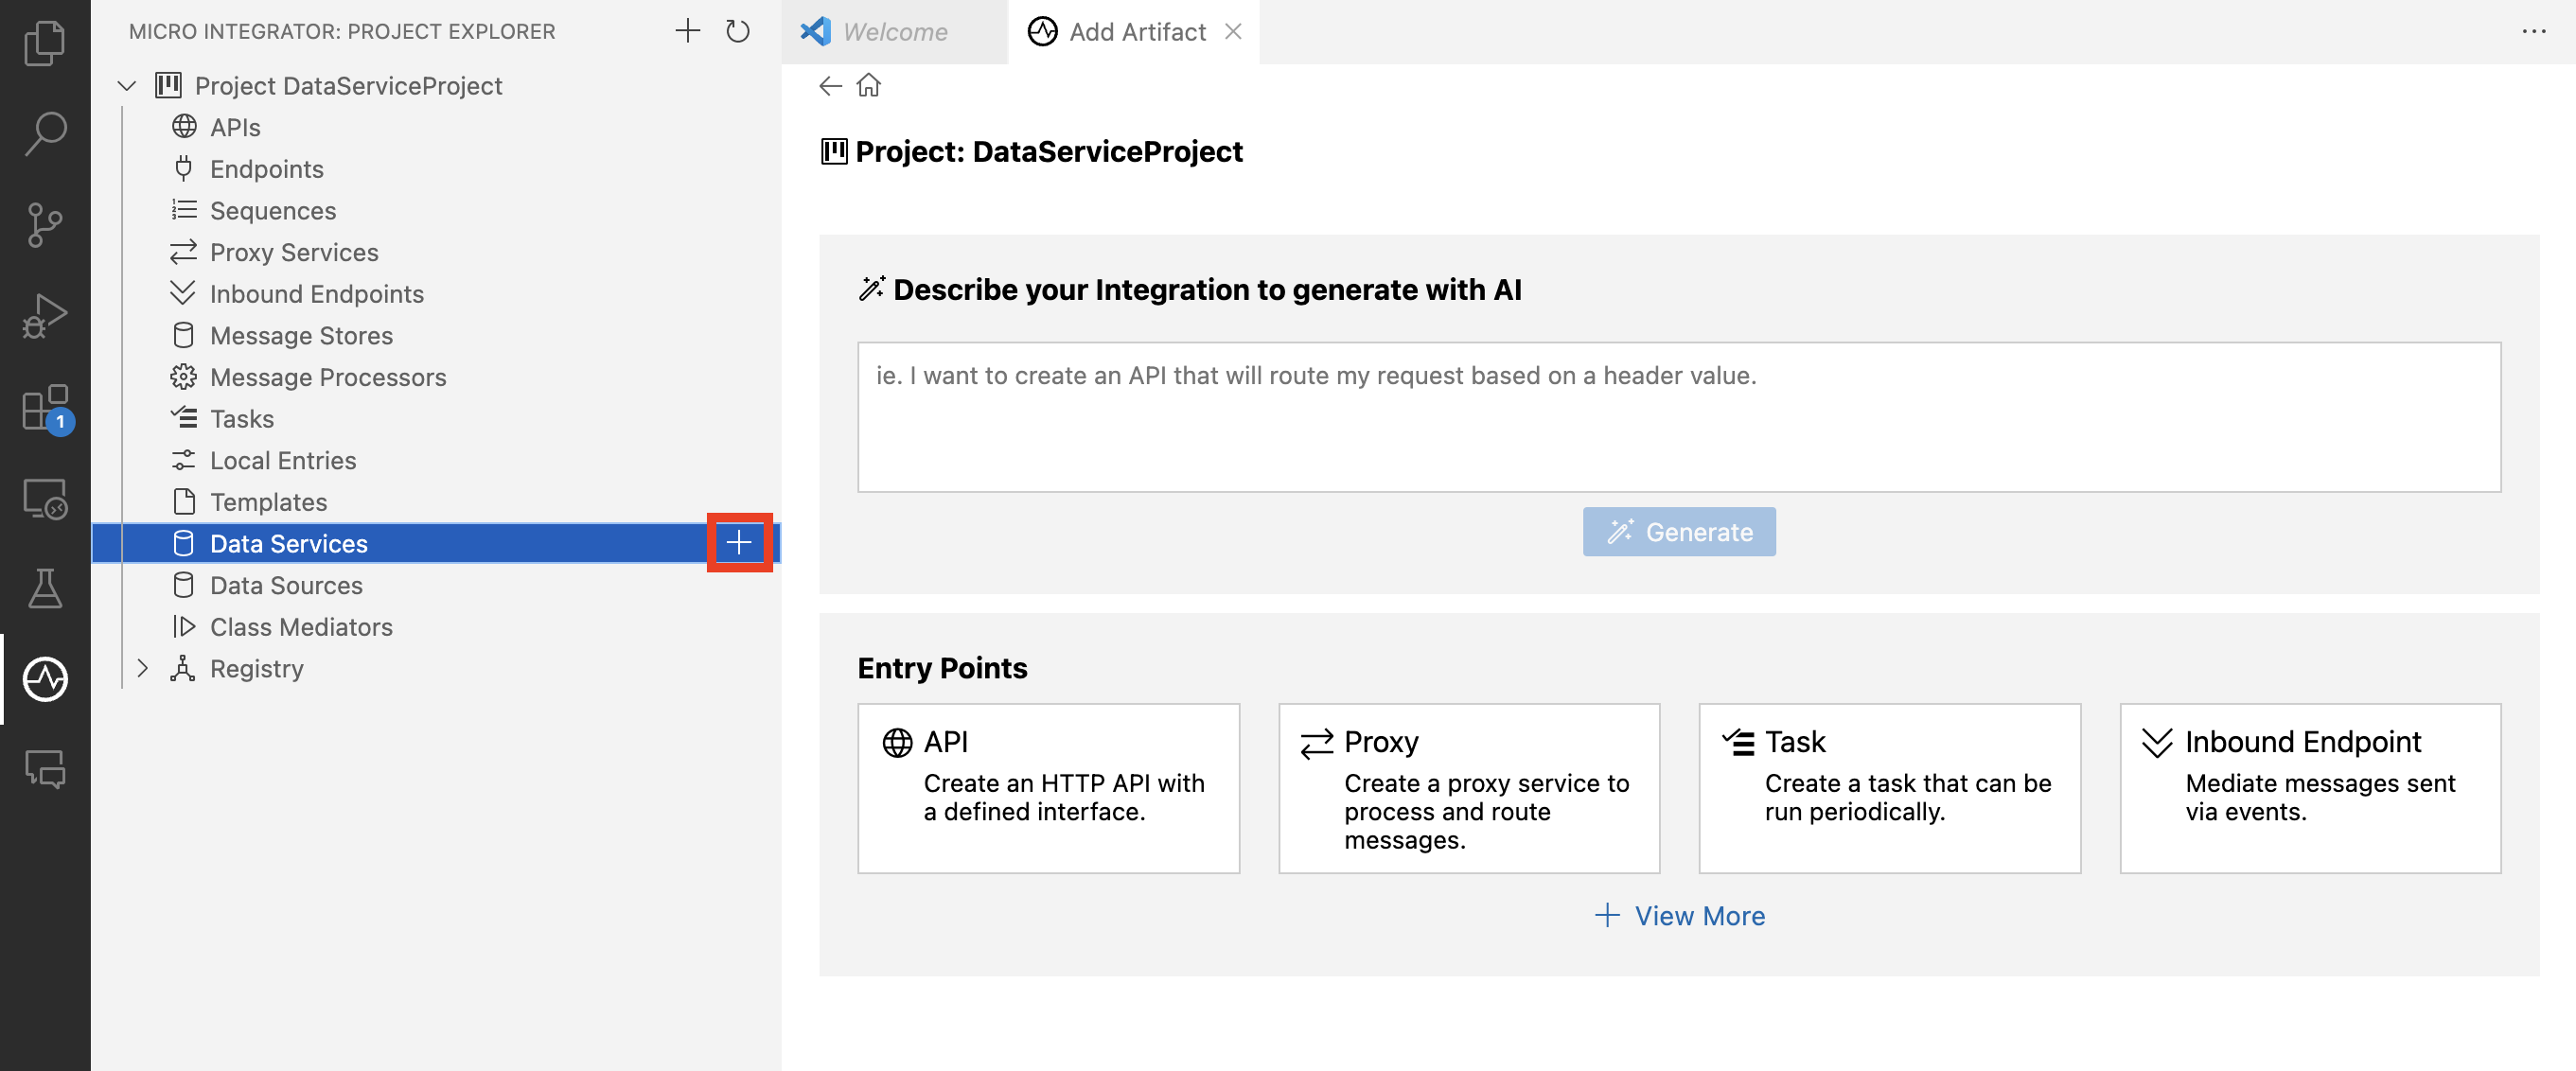 MICRO INTEGRATOR: PROJECT EXPLORER
Project DataServiceProject
APIs
Endpoints
Sequences
Proxy Services
Inbound Endpoints
Message Stores
Message Processors
Tasks
Local Entries
Templates
Data Services
Data Sources
Class Mediators
Registry
1
Welcome
Add Artifact
Project: DataServiceProject
Describe your Integration to generate with AI
ie. I want to create an API that will route my request based on a header value.
Generate
Entry Points
API
Create an HTTP API with
a defined interface.
Proxy
Create a proxy service to
process and route
messages.
Task
Create a task that can be
run periodically.
Inbound Endpoint
Mediate messages sent
via events.
View More